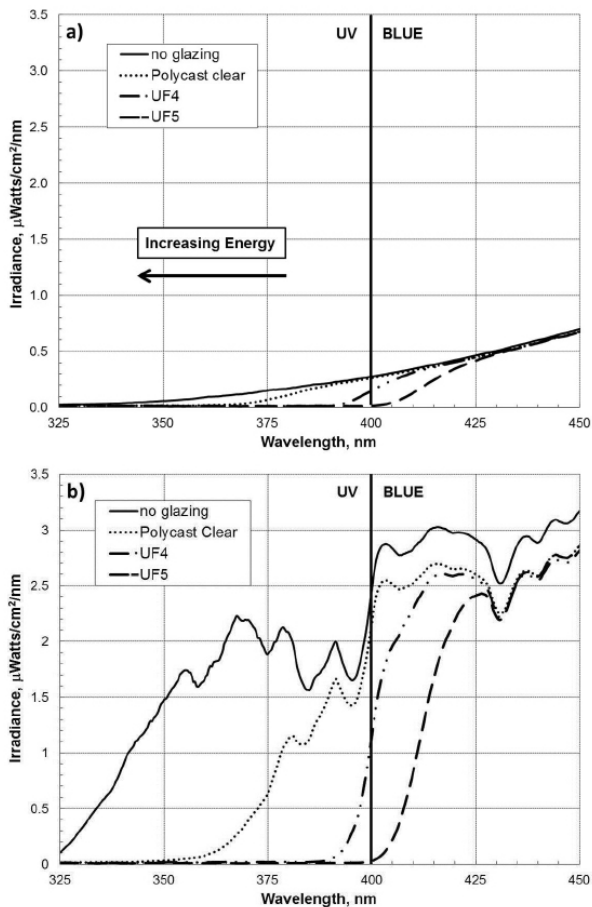 a)
UV BLUE
no glazing
Polycast clear
UF4
UF5
Increasing Energy
Irradiance, µWatts/cm²/nm
3.5
3.0
2.5
2.0
1.5
1.0
0.5
0.0
325 350 375 400 425 450
Wavelength, nm
b)
UV BLUE
no glazing
Polycast Clear
UF4
UF5
Irradiance, µWatts/cm²/nm
3.5
3
2.5
2
1.5
1
0.5
0
325 350 375 400 425 450
Wavelength, nm